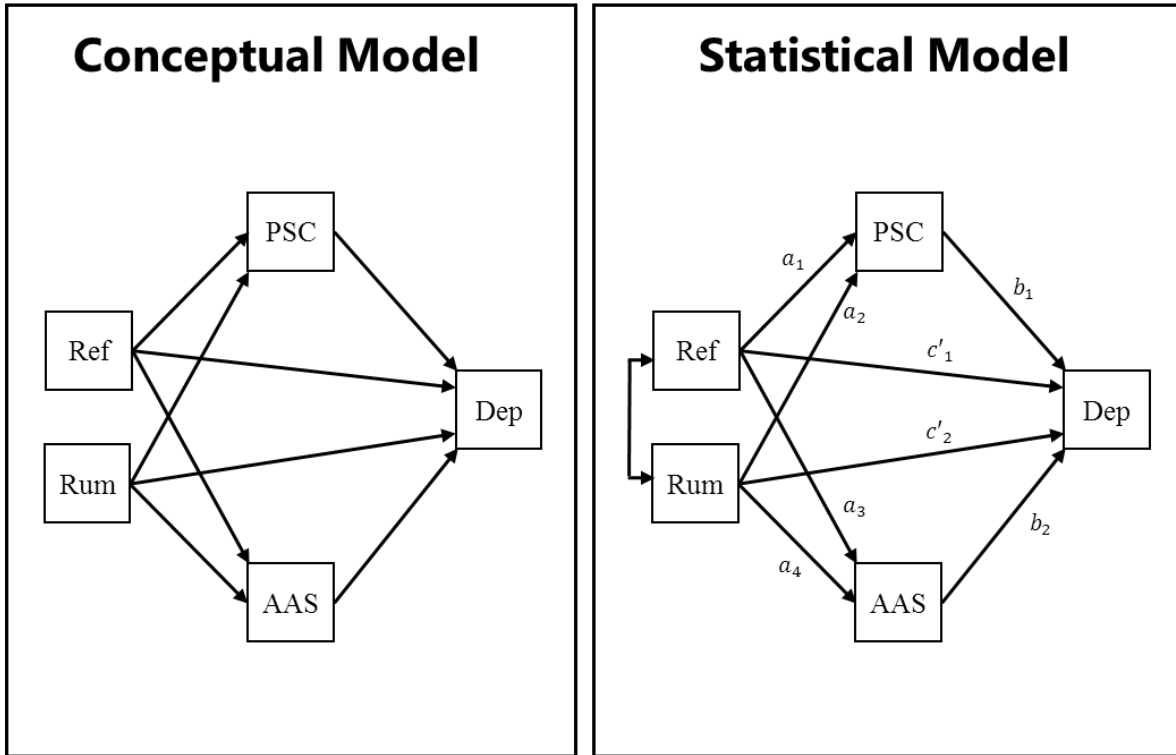 Conceptual Model
PSC
Ref
Dep
Rum
AAS
Statistical Model
PSC
a₁
b₁
a₂
Ref
c'₁
Dep
c'₂
Rum
a₃
b₂
a₄
AAS